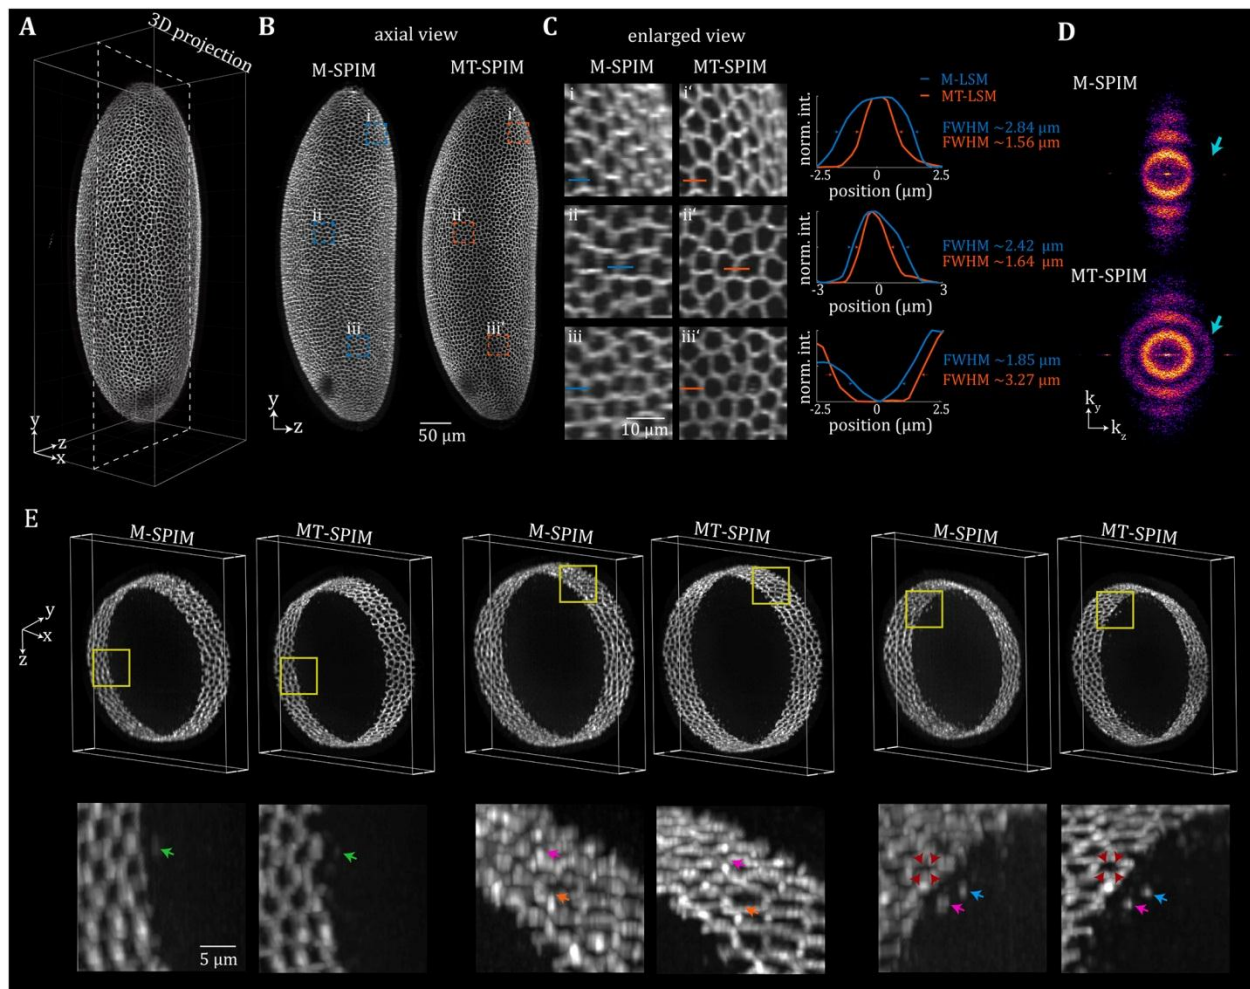 A
3D projection
z
y
x
B
axial view
M-SPIM
MT-SPIM
i
i'
ii
ii'
iii
iii'
y
z
50 μm
C
enlarged view
M-SPIM
MT-SPIM
i
i'
ii
ii'
iii
iii'
10 μm
M-LSM
MT-LSM
norm. int.
FWHM ~2.84 μm
FWHM ~1.56 μm
-2.5 0 2.5
position (μm)
norm. int.
FWHM ~2.42 μm
FWHM ~1.64 μm
-3 0 3
position (μm)
norm. int.
FWHM ~1.85 μm
FWHM ~3.27 μm
-2.5 0 2.5
position (μm)
D
M-SPIM
MT-SPIM
ky
kz
E
M-SPIM
MT-SPIM
M-SPIM
MT-SPIM
M-SPIM
MT-SPIM
y
x
z
5 μm